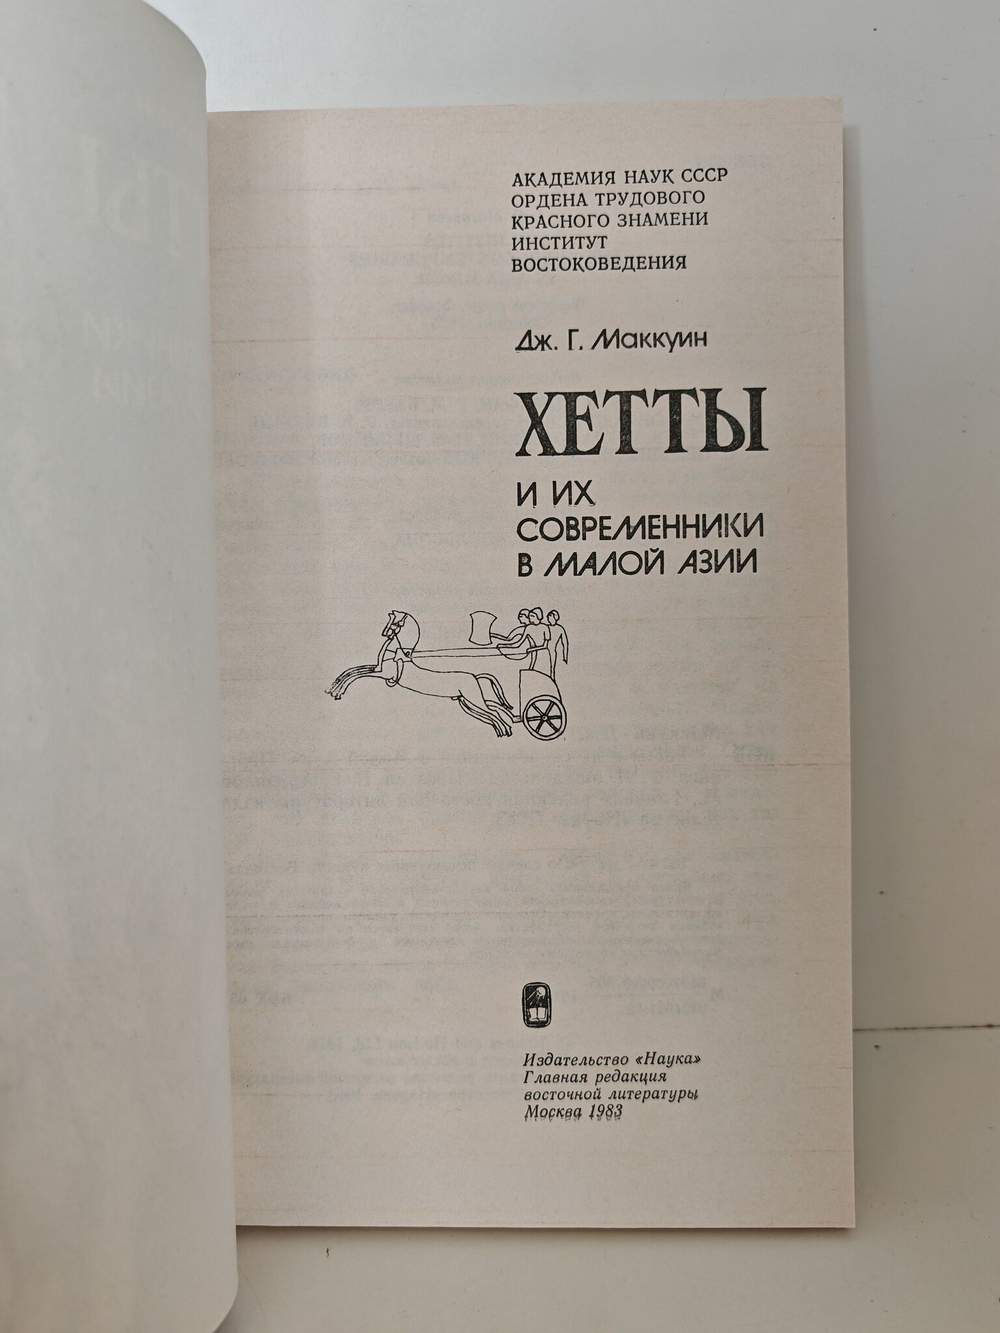 АКАДЕМИЯ НАУК СССР
ОРДЕНА ТРУДОВОГО
КРАСНОГО ЗНАМЕНИ
ИНСТИТУТ
ВОСТОКОВЕДЕНИЯ
Дж. Г. Маккуин
ХЕТТЫ
И ИХ
СОВРЕМЕННИКИ
В МАЛОЙ АЗИИ
Издательство «Наука»
Главная редакция
восточной литературы
Москва 1983